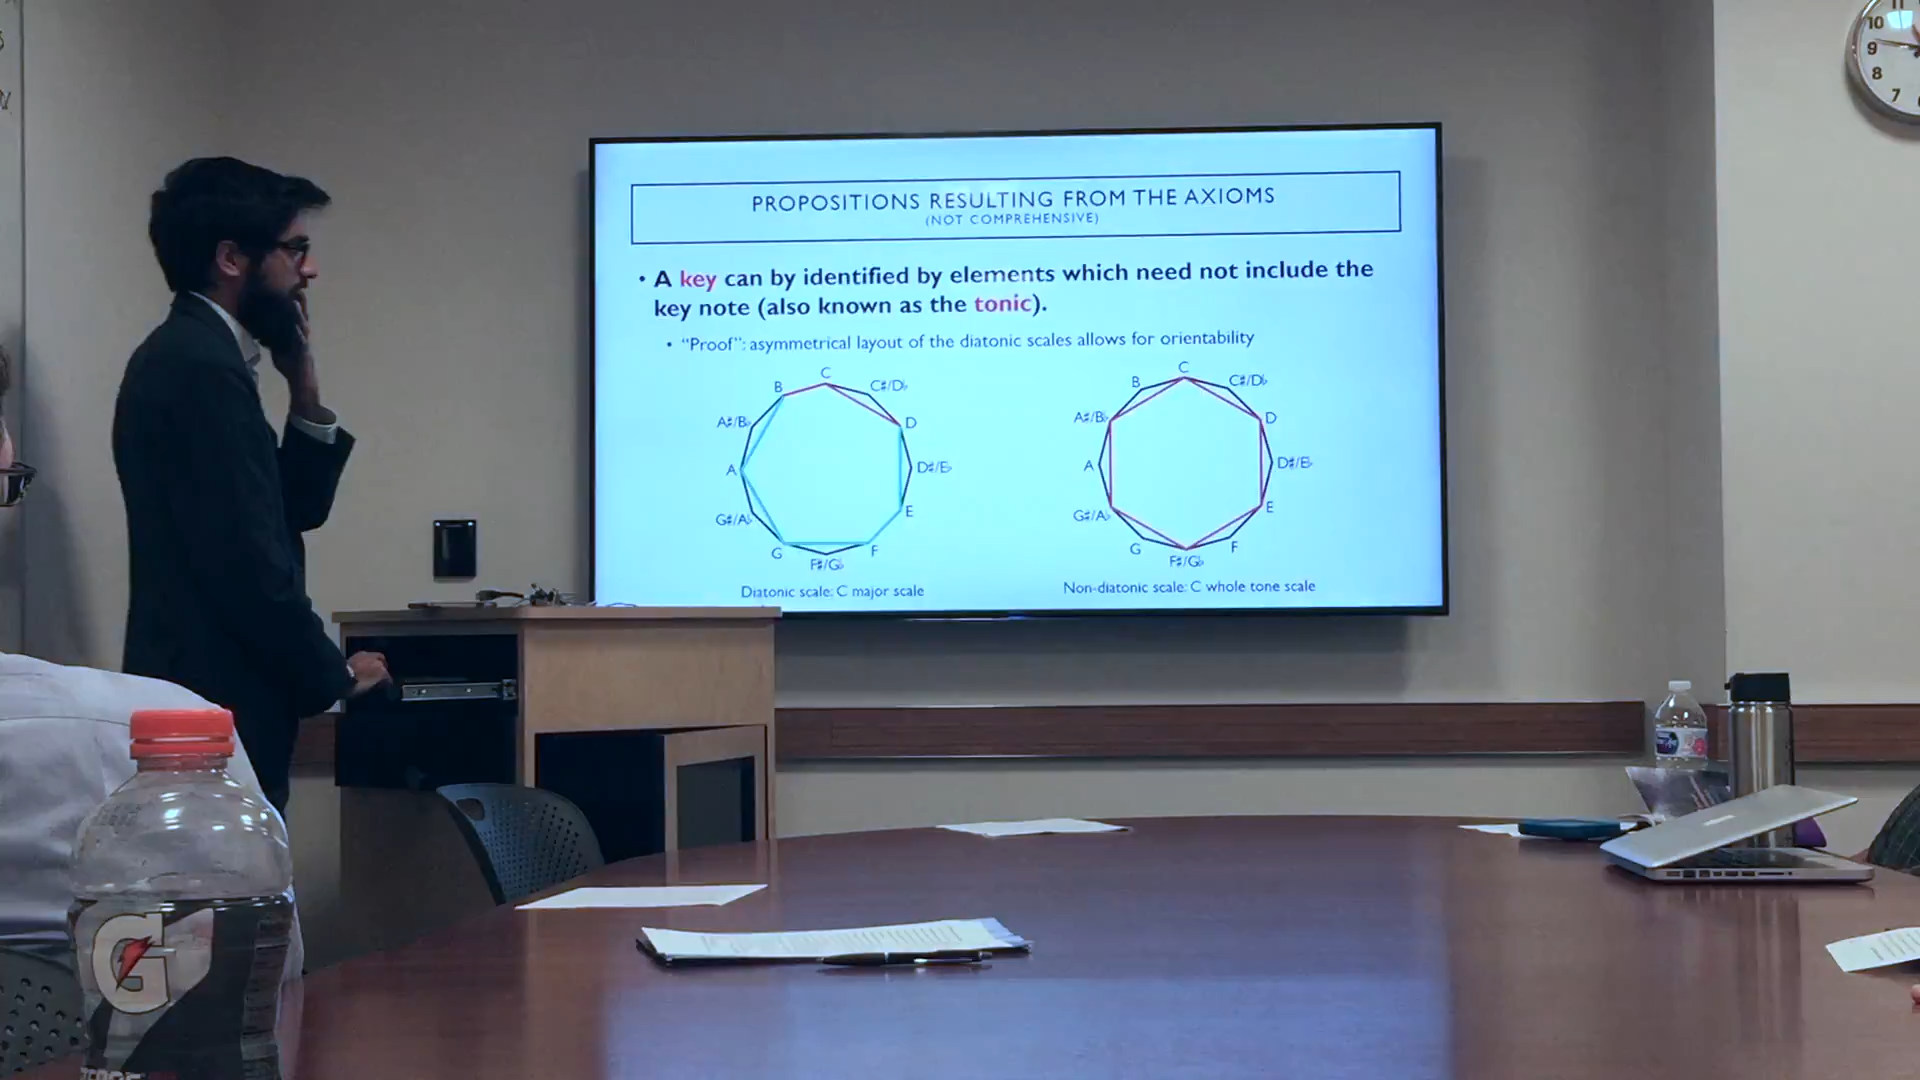 PROPOSITIONS RESULTING FROM THE AXIOMS
(NOT COMPREHENSIVE)
• A key can by identified by elements which need not include the
key note (also known as the tonic).
• “Proof”: asymmetrical layout of the diatonic scales allows for orientability
C
B
C♯/D♭
A♯/B♭
D
A
D♯/E♭
G♯/A♭
E
G
F
F♯/G♭
Diatonic scale: C major scale
C
B
C♯/D♭
A♯/B♭
D
A
D♯/E♭
G♯/A♭
E
G
F
F♯/G♭
Non-diatonic scale: C whole tone scale
11
10
9
8
7
G